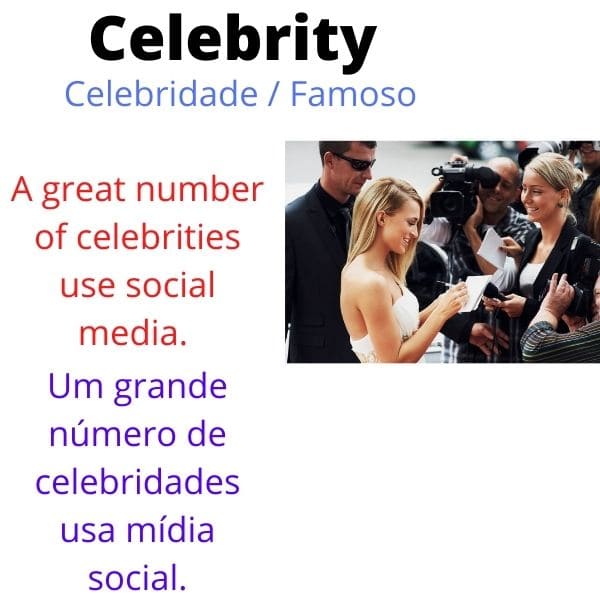 Celebrity
Celebridade / Famoso
A great number
of celebrities
use social
media.
Um grande
número de
celebridades
usa mídia
social.